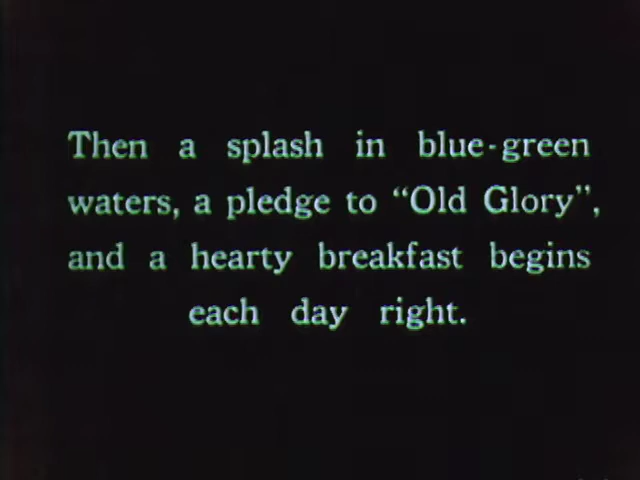 Then a splash in blue-green
waters, a pledge to “Old Glory”,
and a hearty breakfast begins
each day right.